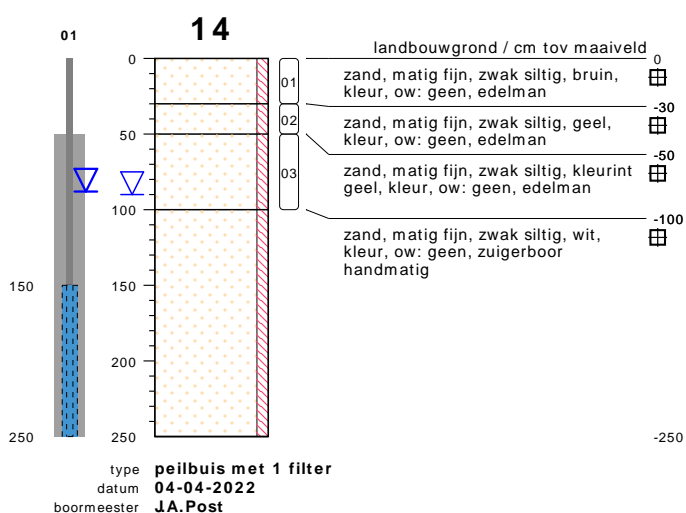 14
01
landbouwgrond / cm tov maaiveld
0
zand, matig fijn, zwak siltig, bruin,
kleur, ow: geen, edelman
-30
zand, matig fijn, zwak siltig, geel,
kleur, ow: geen, edelman
-50
zand, matig fijn, zwak siltig, kleurint
geel, kleur, ow: geen, edelman
-100
zand, matig fijn, zwak siltig, wit,
kleur, ow: geen, zuigerboor
handmatig
-250
0
50
100
150
200
250
01
02
03
150
250
type peilbuis met 1 filter
datum 04-04-2022
boormeester J.A.Post